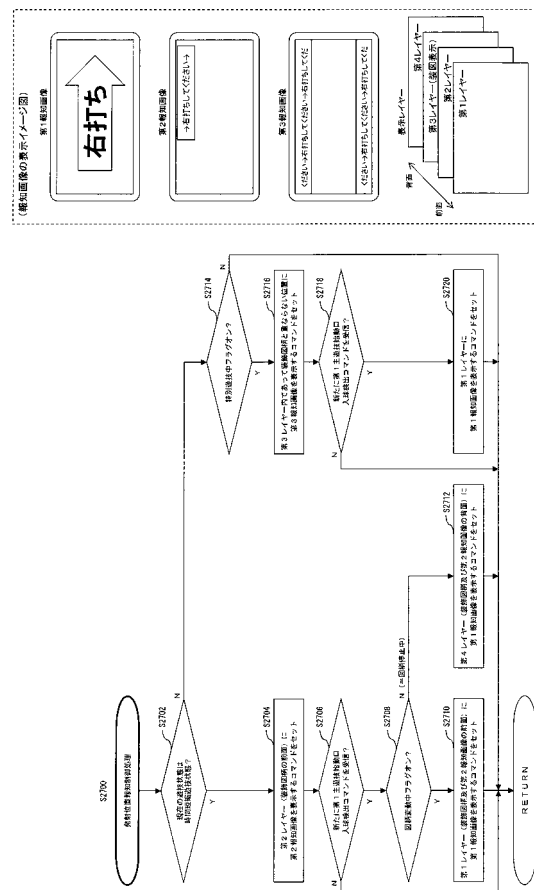 (報知画像の表示イメージ図)
第1報知画像
右打ち
第2報知画像
→右打ちしてください→
第3報知画像
ください→右打ちしてください→右打ちしてくだ
ください→右打ちしてください→右打ちしてくだ
表示レイヤー
背面
前面
第4レイヤー
第3レイヤー(装図表示)
第2レイヤー
第1レイヤー
S2700
発射位置報知制御処理
S2702
現在の遊技状態は
時間短縮遊技状態?
N
Y
S2704
第2レイヤー(装飾図柄の前面)に
第2報知画像を表示するコマンドをセット
S2706
新たに第1主遊技始動口
入球検出コマンドを受信?
N
Y
S2708
図柄変動中フラグオン?
N(=図柄停止中)
Y
S2710
第1レイヤー(装飾図柄及び第2報知画像の前面)に
第1報知画像を表示するコマンドをセット
S2712
第4レイヤー(装飾図柄及び第2報知画像の背面)に
第1報知画像を表示するコマンドをセット
S2714
特別遊技中フラグオン?
N
Y
S2716
第3レイヤー内であって装飾図柄と重ならない位置に
第3報知画像を表示するコマンドをセット
S2718
新たに第1主遊技始動口
入球検出コマンドを受信?
N
Y
S2720
第1レイヤーに
第1報知画像を表示するコマンドをセット
RETURN